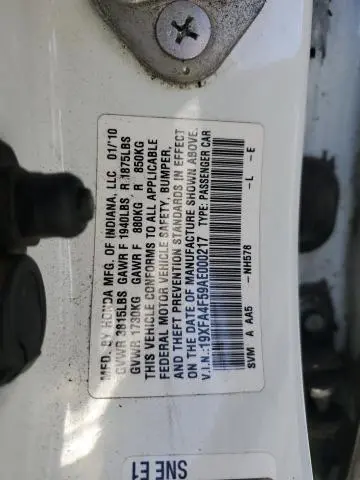 MFD. BY HONDA MFG. OF INDIANA, LLC 01/'10
GVWR 3815LBS GAWR F 1940LBS R 1875LBS
GVWR 1730KG GAWR F 880KG R 850KG
THIS VEHICLE CONFORMS TO ALL APPLICABLE
FEDERAL MOTOR VEHICLE SAFETY, BUMPER,
AND THEFT PREVENTION STANDARDS IN EFFECT
ON THE DATE OF MANUFACTURE SHOWN ABOVE.
V.I.N.:19XFA4F59AE000217 TYPE: PASSENGER CAR
SVM A AA5 -NH578 -L -E
SNE E1